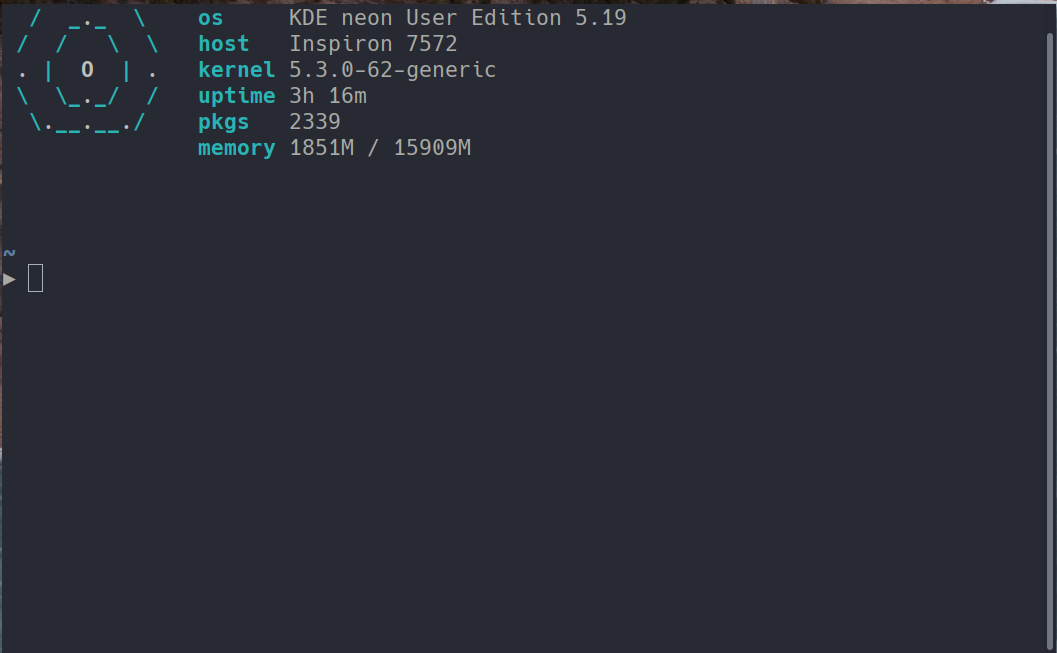 /  _._  \    os     KDE neon User Edition 5.19
 /  /   \  \   host   Inspiron 7572
 . |  O  | .   kernel 5.3.0-62-generic
 \  \_._/  /   uptime 3h 16m
  \.__.__./    pkgs   2339
               memory 1851M / 15909M
~
▶